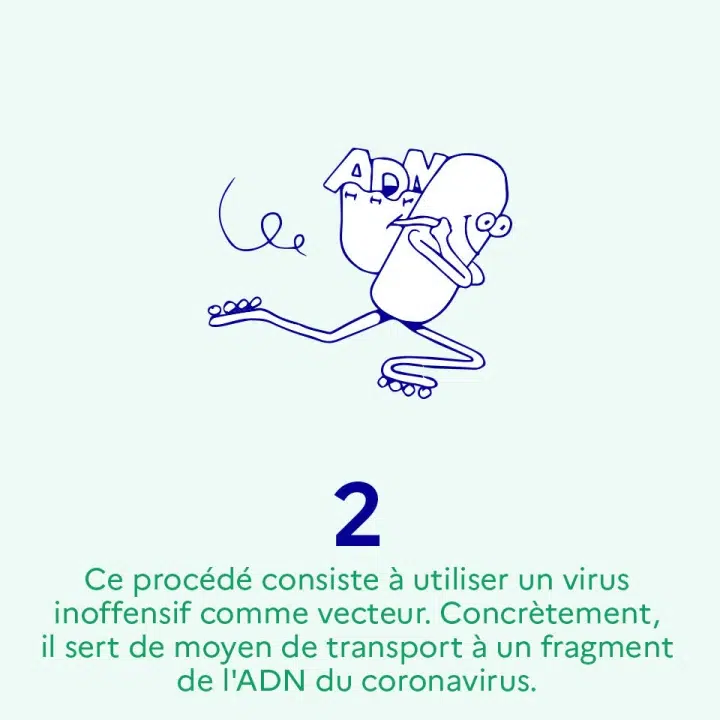 ADN
2
Ce procédé consiste à utiliser un virus
inoffensif comme vecteur. Concrètement,
il sert de moyen de transport à un fragment
de l'ADN du coronavirus.